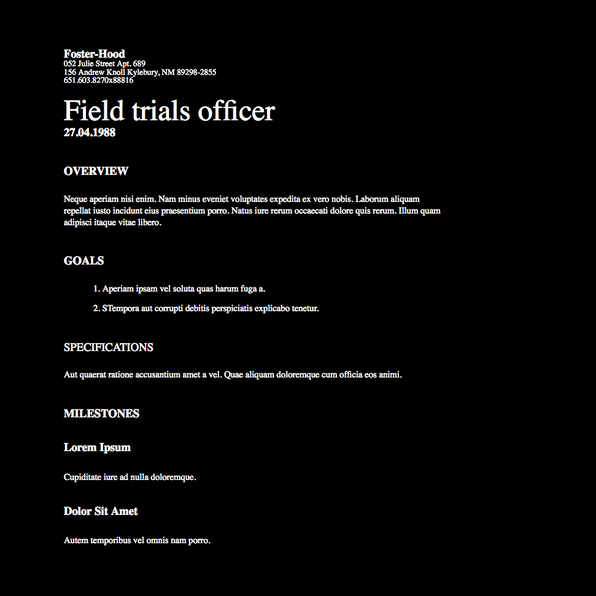 Foster-Hood
052 Julie Street Apt. 689
156 Andrew Knoll Kylebury, NM 89298-2855
651.603.8270x88816
Field trials officer
27.04.1988
OVERVIEW
Neque aperiam nisi enim. Nam minus eveniet voluptates expedita ex vero nobis. Laborum aliquam
repellat iusto incidunt eius praesentium porro. Natus iure rerum occaecati dolore quis rerum. Illum quam
adipisci itaque vitae libero.
GOALS
1. Aperiam ipsam vel soluta quas harum fuga a.
2. STempora aut corrupti debitis perspiciatis explicabo tenetur.
SPECIFICATIONS
Aut quaerat ratione accusantium amet a vel. Quae aliquam doloremque cum officia eos animi.
MILESTONES
Lorem Ipsum
Cupiditate iure ad nulla doloremque.
Dolor Sit Amet
Autem temporibus vel omnis nam porro.